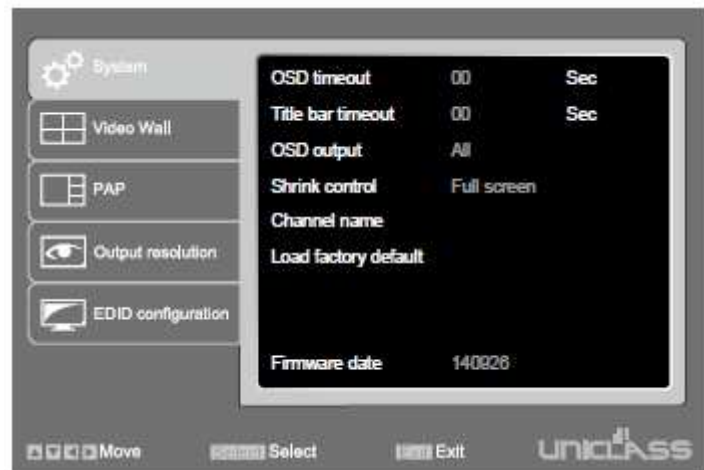 System
Video Wall
PAP
Output resolution
EDID configuration
OSD timeout 00 Sec
Title bar timeout 00 Sec
OSD output All
Shrink control Full screen
Channel name
Load factory default
Firmware date 140926
Move Select Exit
UNICLASS